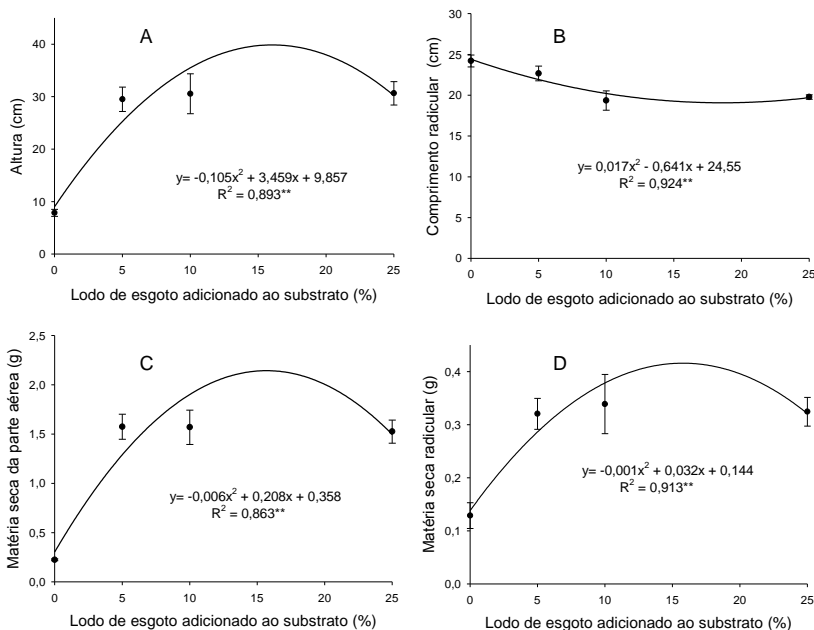 A
Altura (cm)
40
30
20
10
0
y= -0,105x² + 3,459x + 9,857
R² = 0,893**
0 5 10 15 20 25
Lodo de esgoto adicionado ao substrato (%)
B
Comprimento radicular (cm)
30
25
20
15
10
5
0
y= 0,017x² - 0,641x + 24,55
R² = 0,924**
0 5 10 15 20 25
Lodo de esgoto adicionado ao substrato (%)
C
Matéria seca da parte aérea (g)
2,5
2,0
1,5
1,0
0,5
0,0
y= -0,006x² + 0,208x + 0,358
R² = 0,863**
0 5 10 15 20 25
Lodo de esgoto adicionado ao substrato (%)
D
Matéria seca radicular (g)
0,4
0,3
0,2
0,1
0,0
y= -0,001x² + 0,032x + 0,144
R² = 0,913**
0 5 10 15 20 25
Lodo de esgoto adicionado ao substrato (%)